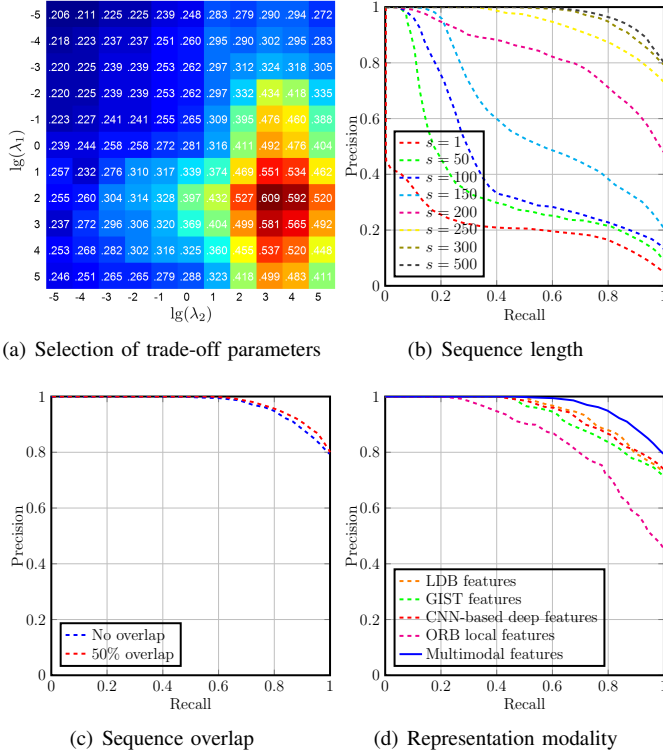 -5 .206 .211 .225 .225 .239 .248 .283 .290 .295 .294 .272
-4 .218 .223 .237 .237 .251 .260 .294 .302 .295 .283
-3 .220 .225 .239 .239 .253 .262 .297 .312 .324 .318 .305
-2 .220 .225 .239 .239 .253 .262 .297 .332 .434 .418 .335
-1 .223 .227 .241 .241 .255 .265 .309 .395 .476 .460 .388
0 .239 .244 .258 .258 .272 .281 .316 .411 .492 .476 .404
1 .257 .232 .276 .310 .316 .339 .374 .469 .551 .534 .462
2 .255 .260 .304 .318 .328 .397 .432 .527 .609 .592 .520
3 .237 .272 .296 .306 .320 .369 .404 .499 .581 .565 .492
4 .253 .268 .282 .302 .316 .325 .360 .537 .520
5 .246 .251 .265 .265 .279 .288 .323 .418 .499 .483 .411
-5 -4 -3 -2 -1 0 1 2 3 4 5
lg(λ₁)
lg(λ₂)
(a) Selection of trade-off parameters
1
0.8
0.6
0.4
0.2
0
0 0.2 0.4 0.6 0.8 1
Precision
Recall
s = 1
s = 50
s = 100
s = 150
s = 200
s = 250
s = 300
s = 500
(b) Sequence length
1
0.8
0.6
0.4
0.2
0
0 0.2 0.4 0.6 0.8 1
Precision
Recall
No overlap
50% overlap
(c) Sequence overlap
1
0.8
0.6
0.4
0.2
0
0 0.2 0.4 0.6 0.8 1
Precision
Recall
LDB features
GIST features
CNN-based deep features
ORB local features
Multimodal features
(d) Representation modality